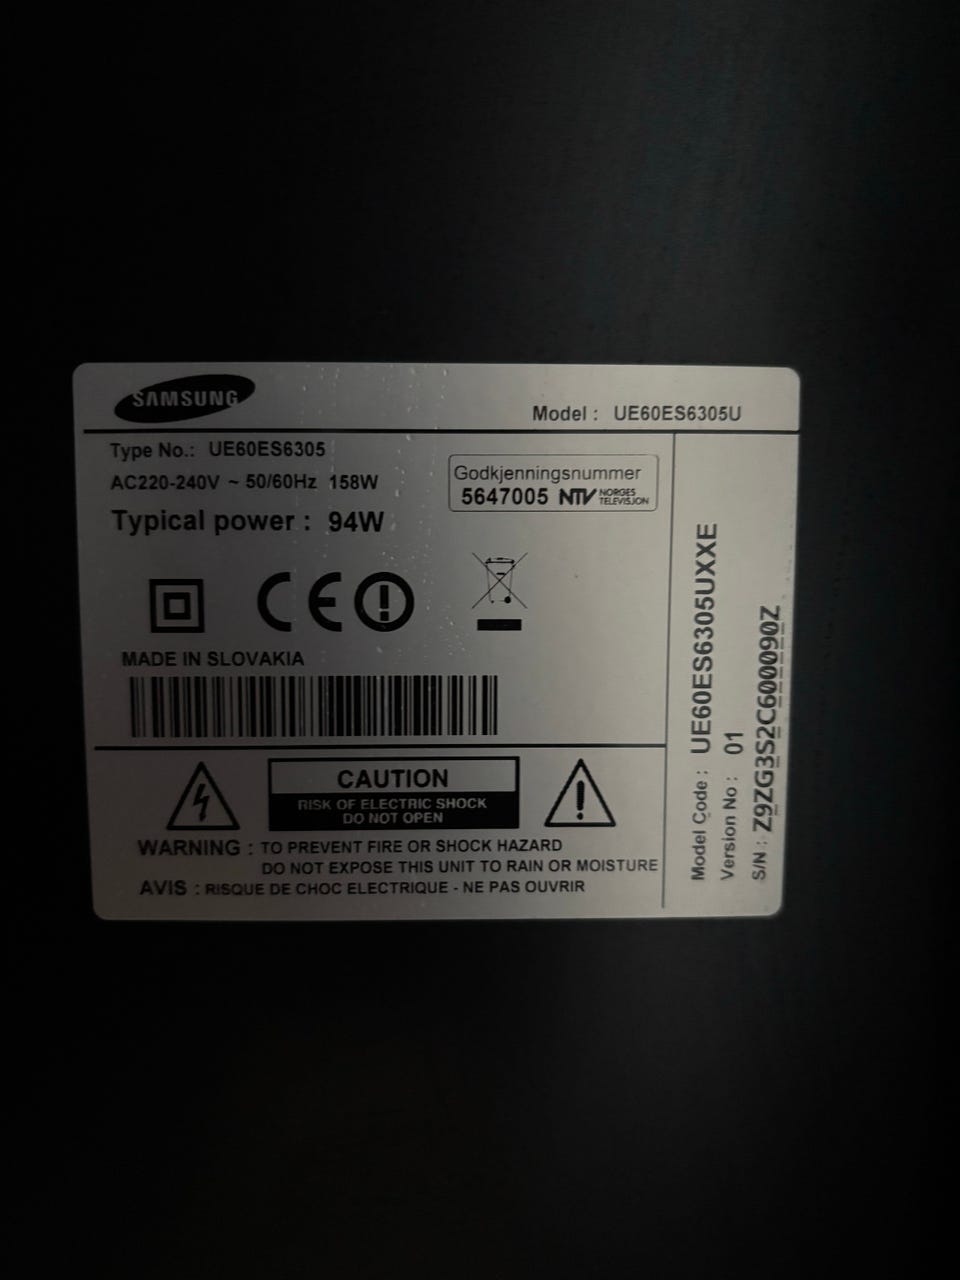 SAMSUNG
Model : UE60ES6305U
Type No.: UE60ES6305
AC220-240V ~ 50/60Hz 158W
Typical power : 94W
Godkjenningsnummer
5647005 NTV NORGES TELEVISJON
CE
MADE IN SLOVAKIA
CAUTION
RISK OF ELECTRIC SHOCK
DO NOT OPEN
WARNING : TO PREVENT FIRE OR SHOCK HAZARD
DO NOT EXPOSE THIS UNIT TO RAIN OR MOISTURE
AVIS : RISQUE DE CHOC ELECTRIQUE - NE PAS OUVRIR
Model Code : UE60ES6305UXXE
Version No : 01
S/N : Z9ZG3S2C600090Z